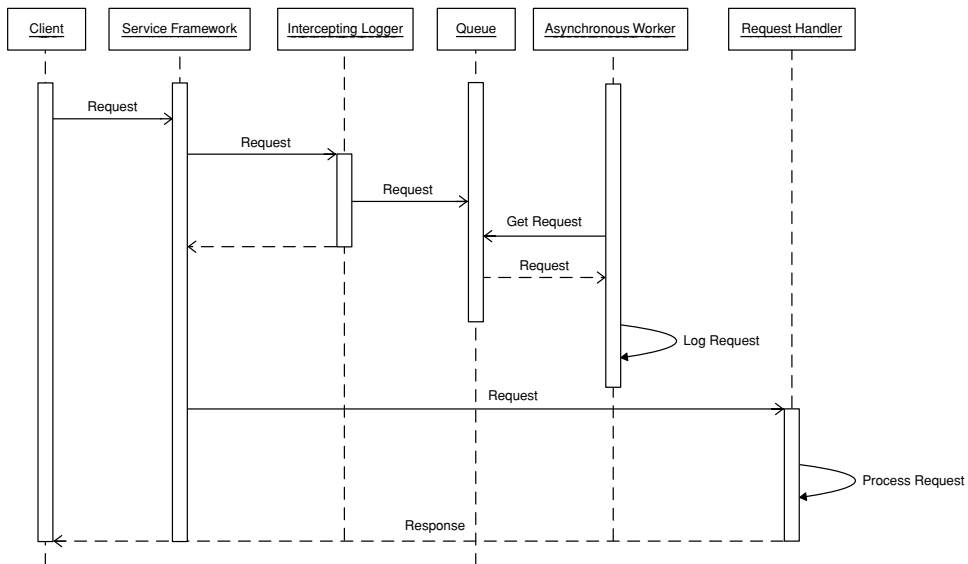 Client
Service Framework
Intercepting Logger
Queue
Asynchronous Worker
Request Handler
Request
Request
Request
Get Request
Request
Log Request
Request
Process Request
Response